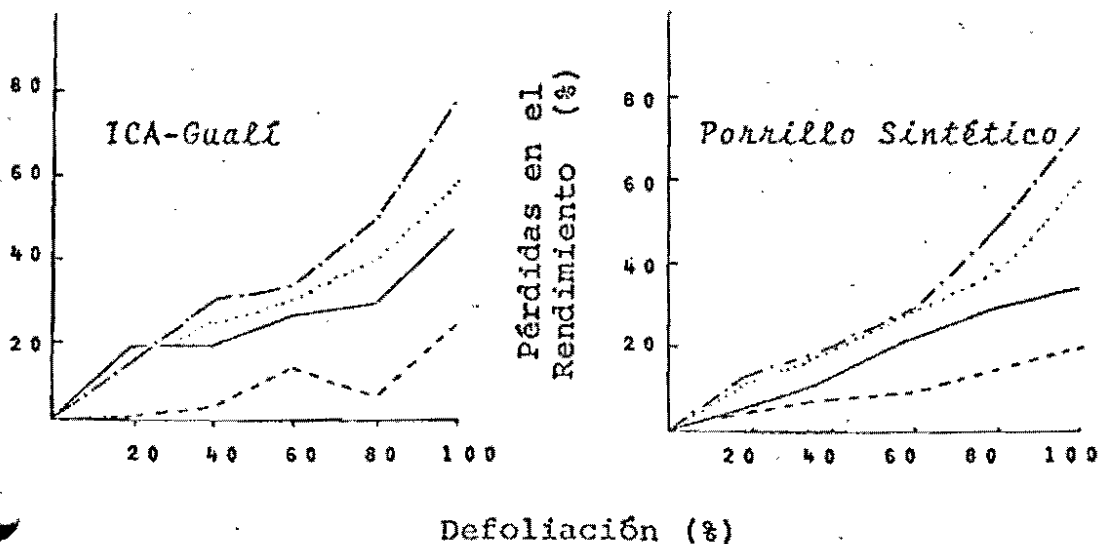 80
60
40
20
ICA-Gualí
20 40 60 80 100
Pérdidas en el
Rendimiento (%)
80
60
40
20
Porrillo Sintético
20 40 60 80 100
Defoliación (%)